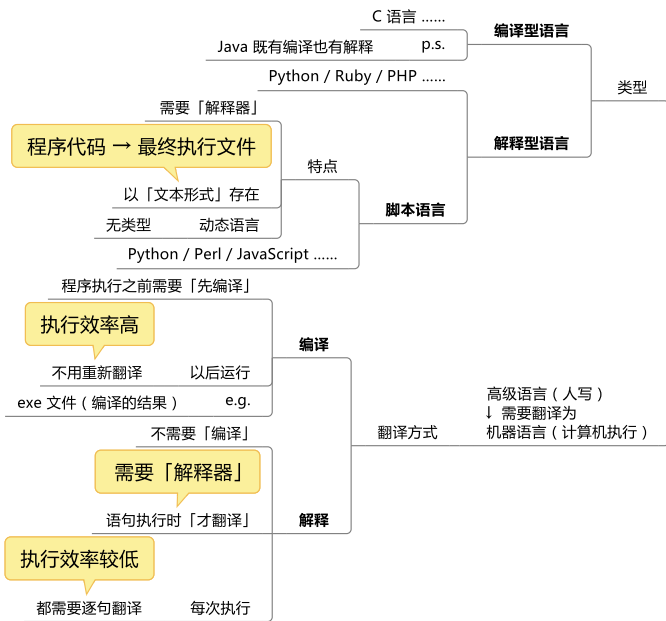 C 语言 ……
编译型语言
Java 既有编译也有解释
p.s.
Python / Ruby / PHP ……
类型
需要「解释器」
程序代码 → 最终执行文件
解释型语言
特点
以「文本形式」存在
脚本语言
无类型
动态语言
Python / Perl / JavaScript ……
程序执行之前需要「先编译」
执行效率高
编译
不用重新翻译
以后运行
exe 文件（编译的结果）
e.g.
高级语言（人写）
↓ 需要翻译为
机器语言（计算机执行）
翻译方式
不需要「编译」
需要「解释器」
语句执行时「才翻译」
解释
执行效率较低
都需要逐句翻译
每次执行